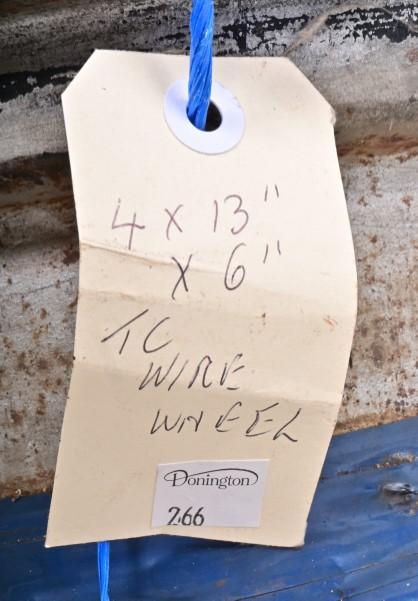 4 X 13"
X 6"
TC
WIRE
WHEEL
Donington
266